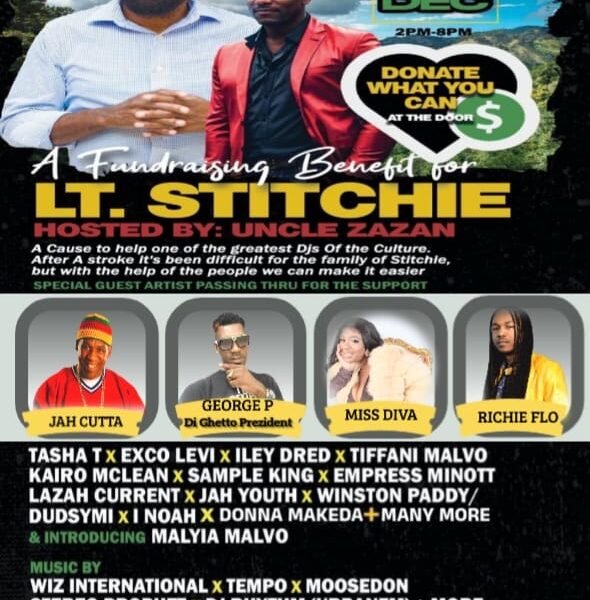 DEC
2PM-8PM
DONATE
WHAT YOU
CAN
AT THE DOOR
$
A Fundraising Benefit for
LT. STITCHIE
HOSTED BY: UNCLE ZAZAN
A Cause to help one of the greatest Djs Of the Culture.
After A stroke It's been difficult for the family of Stitchie,
but with the help of the people we can make it easier
SPECIAL GUEST ARTIST PASSING THRU FOR THE SUPPORT
JAH CUTTA
GEORGE P
Di Ghetto Prezident
MISS DIVA
RICHIE FLO
TASHA T x EXCO LEVI x ILEY DRED x TIFFANI MALVO
KAIRO MCLEAN x SAMPLE KING x EMPRESS MINOTT
LAZAH CURRENT x JAH YOUTH x WINSTON PADDY/
DUDSYMI x I NOAH X DONNA MAKEDA+MANY MORE
& INTRODUCING MALYIA MALVO
MUSIC BY
WIZ INTERNATIONAL x TEMPO x MOOSEDON